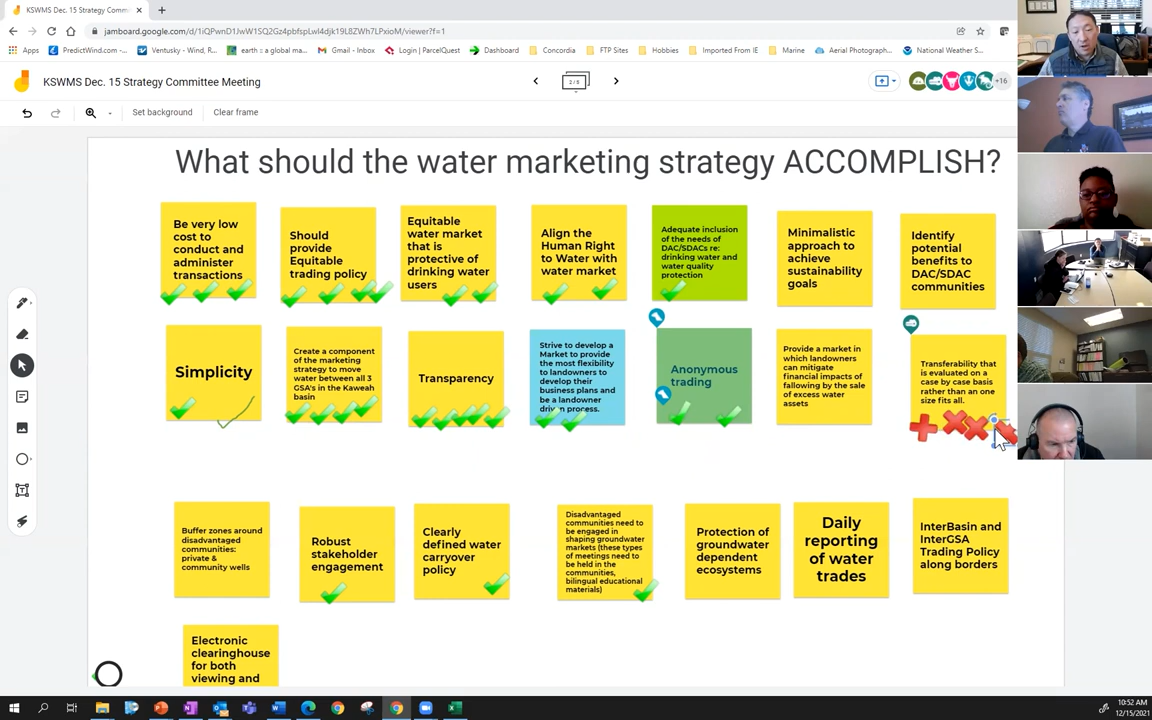 KSWMS Dec. 15 Strategy Committe
jamboard.google.com/d/1iQPwnD1JwW1SQ2Gz4pbfspLwl4djk19L8ZWh7LPxioM/viewer?f=1
Apps PredictWind.com -... Ventusky - Wind, R... earth :: a global ma... Gmail - Inbox Login | ParcelQuest Dashboard Concordia FTP Sites Hobbies Imported From IE Marine Aerial Photograph... National Weather S...
KSWMS Dec. 15 Strategy Committee Meeting
+16
Set background Clear frame
What should the water marketing strategy ACCOMPLISH?
Be very low
cost to
conduct and
administer
transactions
Should
provide
Equitable
trading policy
Equitable
water market
that is
protective of
drinking water
users
Align the
Human Right
to Water with
water market
Adequate inclusion
of the needs of
DAC/SDACs re:
drinking water and
water quality
protection
Minimalistic
approach to
achieve
sustainability
goals
Identify
potential
benefits to
DAC/SDAC
communities
Simplicity
Create a component
of the marketing
strategy to move
water between all 3
GSA's in the Kaweah
basin
Transparency
Strive to develop a
Market to provide
the most flexibility
to landowners to
develop their
business plans and
be a landowner
driven process.
Anonymous
trading
Provide a market in
which landowners
can mitigate
financial impacts of
fallowing by the sale
of excess water
assets
Transferability that
is evaluated on a
case by case basis
rather than an one
size fits all.
Buffer zones around
disadvantaged
communities:
private &
community wells
Robust
stakeholder
engagement
Clearly
defined water
carryover
policy
Disadvantaged
communities need to
be engaged in
shaping groundwater
markets (these types
of meetings need to
be held in the
communities,
bilingual educational
materials)
Protection of
groundwater
dependent
ecosystems
Daily
reporting
of water
trades
InterBasin and
InterGSA
Trading Policy
along borders
Electronic
clearinghouse
for both
viewing and
10:52 AM
12/15/2021